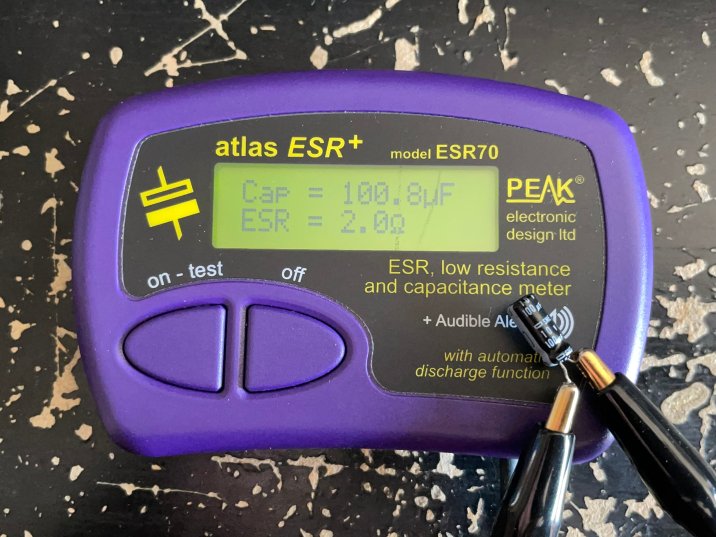 atlas ESR+
model ESR70
Cap = 100.8µF
ESR = 2.0Ω
PEAK®
electronic
design ltd
on - test
off
ESR, low resistance
and capacitance meter
+ Audible
with automatic
discharge function